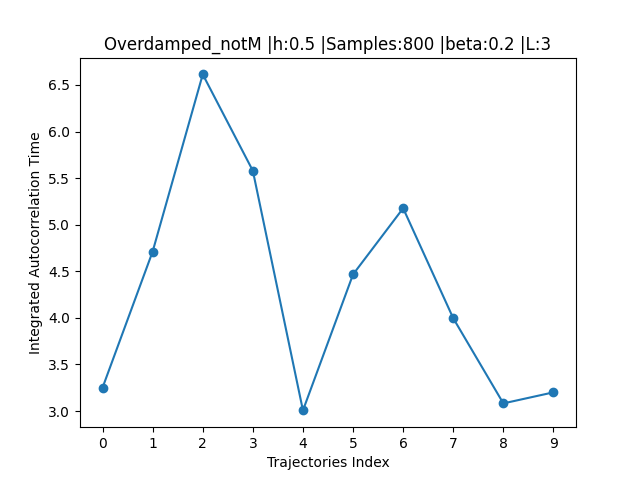 Overdamped_notM |h:0.5 |Samples:800 |beta:0.2 |L:3
Integrated Autocorrelation Time
6.5
6.0
5.5
5.0
4.5
4.0
3.5
3.0
0 1 2 3 4 5 6 7 8 9
Trajectories Index